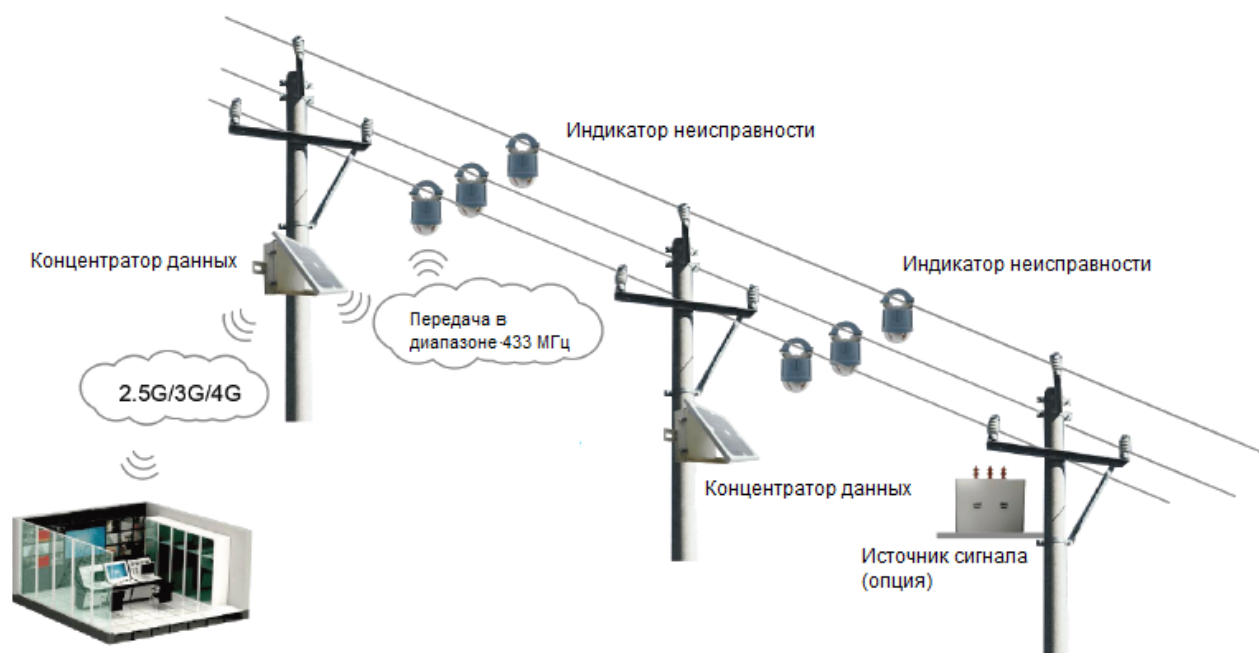 Индикатор неисправности
Концентратор данных
Индикатор неисправности
Передача в
диапазоне 433 МГц
2.5G/3G/4G
Концентратор данных
Источник сигнала
(опция)